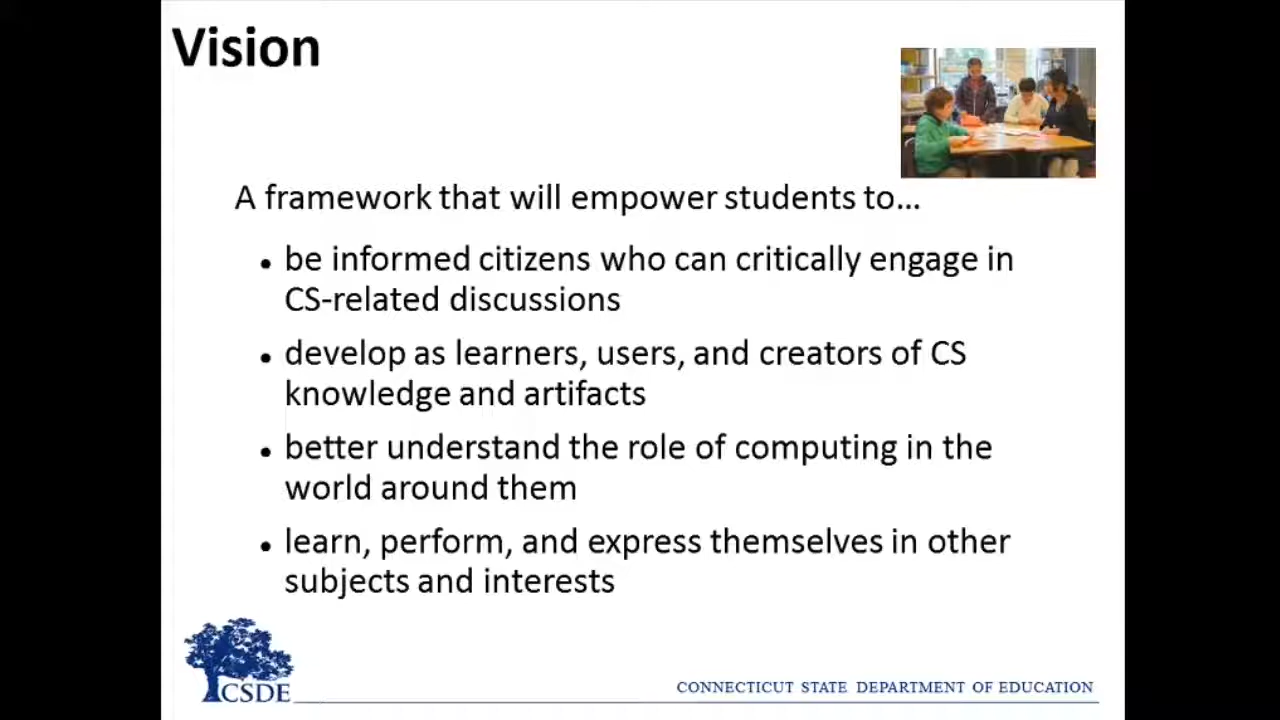 Vision
A framework that will empower students to...
• be informed citizens who can critically engage in
CS-related discussions
• develop as learners, users, and creators of CS
knowledge and artifacts
• better understand the role of computing in the
world around them
• learn, perform, and express themselves in other
subjects and interests
CSDE
CONNECTICUT STATE DEPARTMENT OF EDUCATION